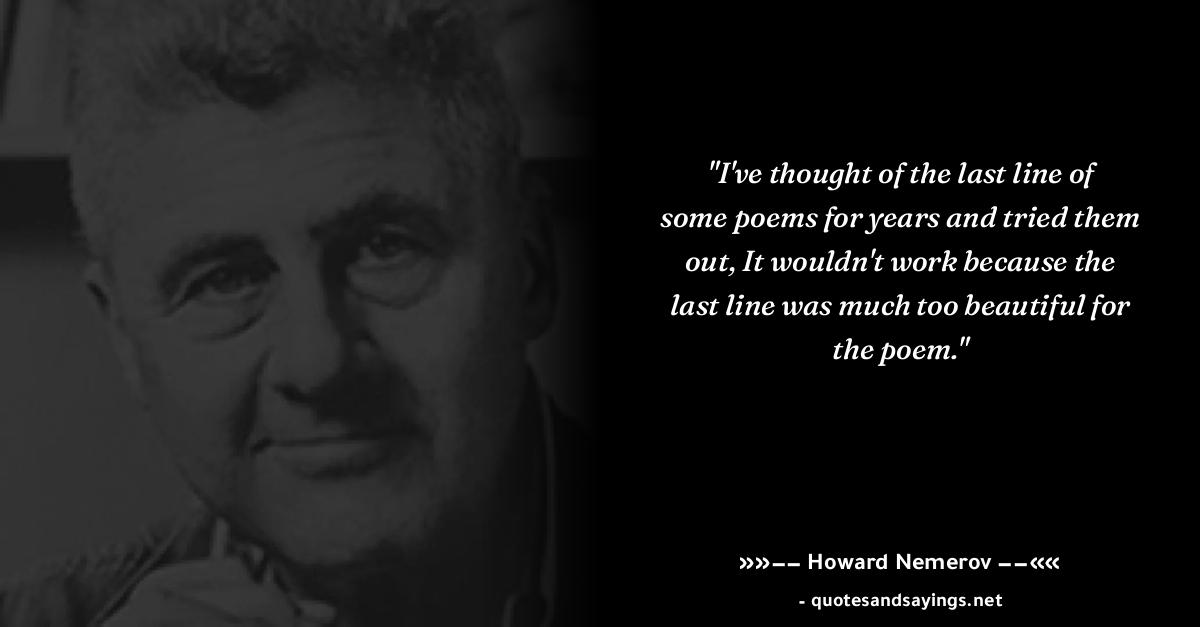 "I've thought of the last line of
some poems for years and tried them
out, It wouldn't work because the
last line was much too beautiful for
the poem."
»»–– Howard Nemerov ––««
- quotesandsayings.net